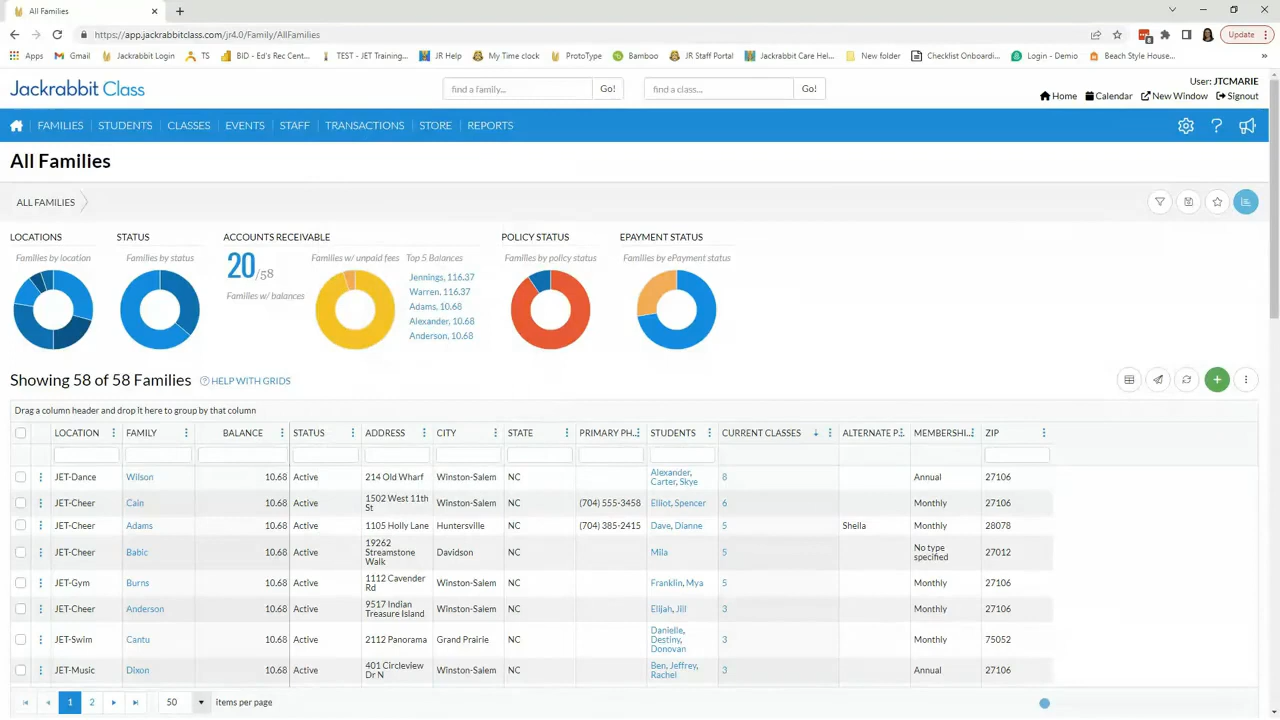 All Families
https://app.jackrabbitclass.com/jr4.0/Family/AllFamilies
Update
Apps Gmail Jackrabbit Login TS BID - Ed's Rec Cent... TEST - JET Training... JR Help My Time clock ProtoType Bamboo JR Staff Portal Jackrabbit Care Hel... New folder Checklist Onboardi... Login - Demo Beach Style House...
Jackrabbit Class
find a family... Go! find a class... Go!
User: JTCMARIE
Home Calendar New Window Signout
FAMILIES STUDENTS CLASSES EVENTS STAFF TRANSACTIONS STORE REPORTS
All Families
ALL FAMILIES
LOCATIONS STATUS ACCOUNTS RECEIVABLE POLICY STATUS EPAYMENT STATUS
Families by location Families by status 20/58 Families w/ balances Families w/ unpaid fees Top 5 Balances Families by policy status Families by ePayment status
Jennings, 116.37
Warren, 116.37
Adams, 10.68
Alexander, 10.68
Anderson, 10.68
Showing 58 of 58 Families HELP WITH GRIDS
Drag a column header and drop it here to group by that column
LOCATION FAMILY BALANCE STATUS ADDRESS CITY STATE PRIMARY PH... STUDENTS CURRENT CLASSES ALTERNATE P... MEMBERSHI... ZIP
JET-Dance Wilson 10.68 Active 214 Old Wharf Winston-Salem NC Alexander, Carter, Skye 8 Annual 27106
JET-Cheer Cain 10.68 Active 1502 West 11th St Winston-Salem NC (704) 555-3458 Elliot, Spencer 6 Monthly 27106
JET-Cheer Adams 10.68 Active 1105 Holly Lane Huntersville NC (704) 385-2415 Dave, Dianne 5 Sheila Monthly 28078
JET-Cheer Babic 10.68 Active 19262 Streamstone Walk Davidson NC Mila 5 No type specified 27012
JET-Gym Burns 10.68 Active 1112 Cavender Rd Winston-Salem NC Franklin, Mya 5 Monthly 27106
JET-Cheer Anderson 10.68 Active 9517 Indian Treasure Island Winston-Salem NC Elijah, Jill 3 Monthly 27106
JET-Swim Cantu 10.68 Active 2112 Panorama Grand Prairie NC Danielle, Destiny, Donovan 3 Monthly 75052
JET-Music Dixon 10.68 Active 401 Circleview Dr N Winston-Salem NC Ben, Jeffrey, Rachel 3 Annual 27106
1 2 50 items per page